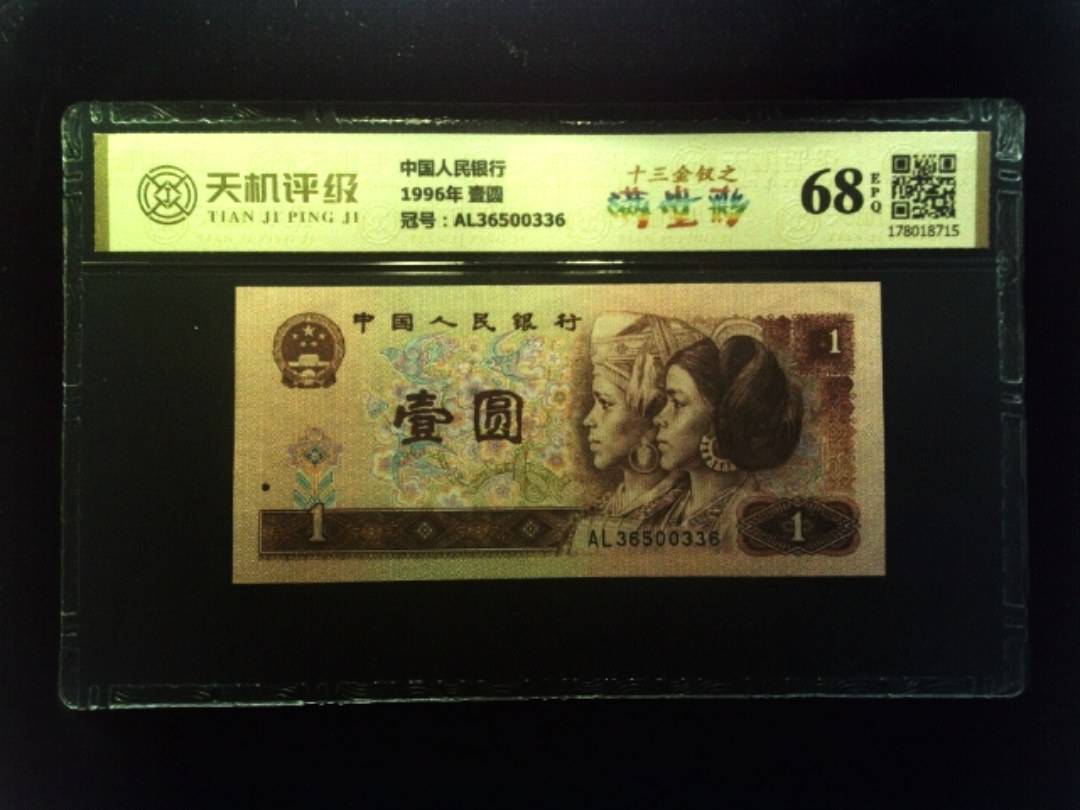 天机评级
TIAN JI PING JI
中国人民银行
1996年 壹圆
冠号：AL36500336
十三金钗之
满堂彩
68
EPQ
178018715
中国人民银行
1
壹圆
1
AL36500336
1